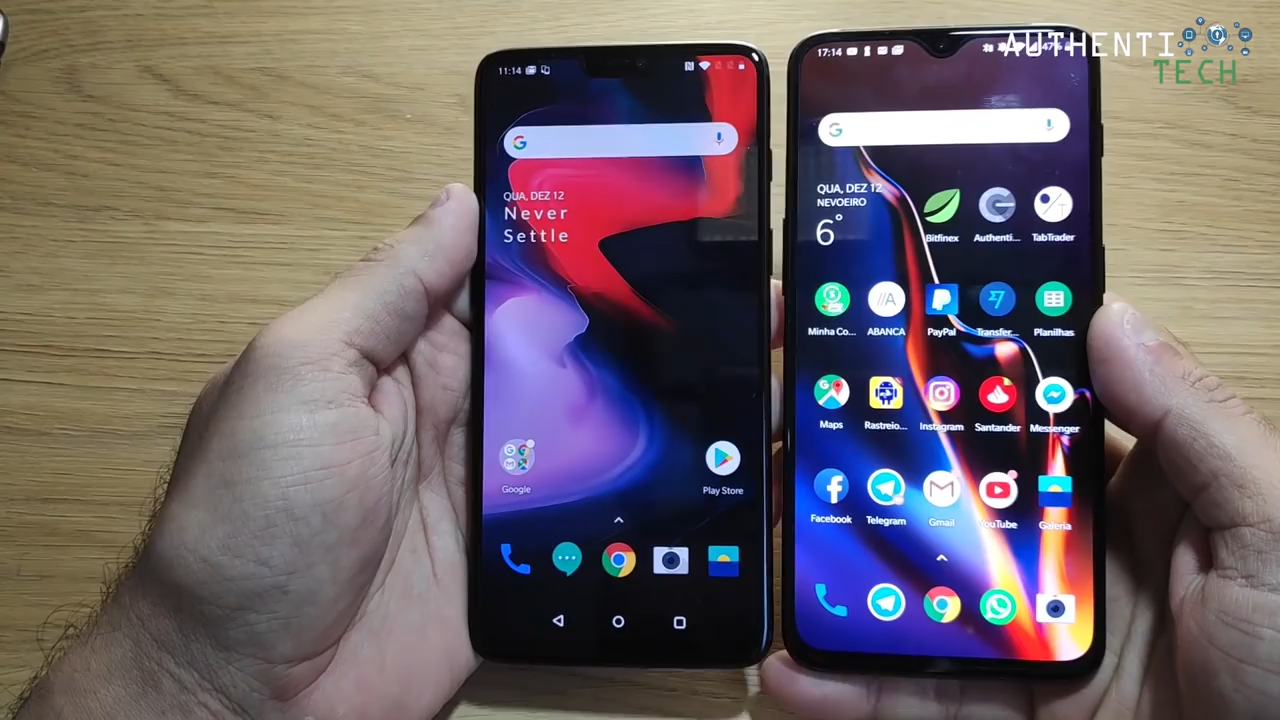 AUTHENTI
TECH
11:14
QUA, DEZ 12
Never
Settle
Google
Play Store
17:14
47%
QUA, DEZ 12
NEVOEIRO
6°
Bitfinex
Authenti...
TabTrader
Minha Co...
ABANCA
PayPal
Transfer...
Planilhas
Maps
Rastreio...
Instagram
Santander
Messenger
Facebook
Telegram
Gmail
YouTube
Galeria